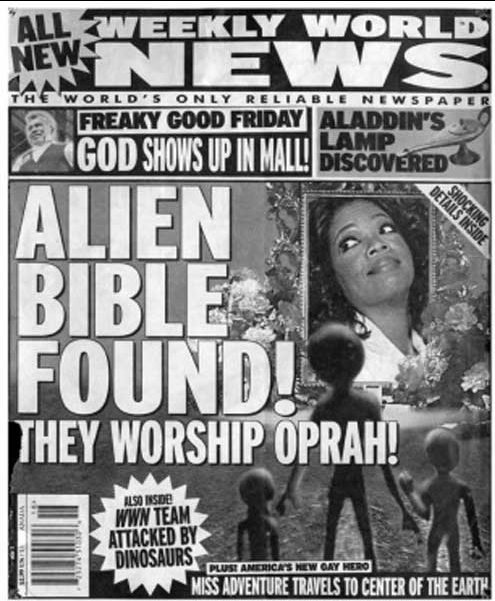 ALL
NEW
WEEKLY WORLD
NEWS
THE WORLD'S ONLY RELIABLE NEWSPAPER
FREAKY GOOD FRIDAY
GOD SHOWS UP IN MALL!
ALADDIN'S
LAMP
DISCOVERED
SHOCKING
DETAILS INSIDE
ALIEN
BIBLE
FOUND!
THEY WORSHIP OPRAH!
ALSO INSIDE!
WWN TEAM
ATTACKED BY
DINOSAURS
PLUS! AMERICA'S NEW GAY HERO
MISS ADVENTURE TRAVELS TO CENTER OF THE EARTH